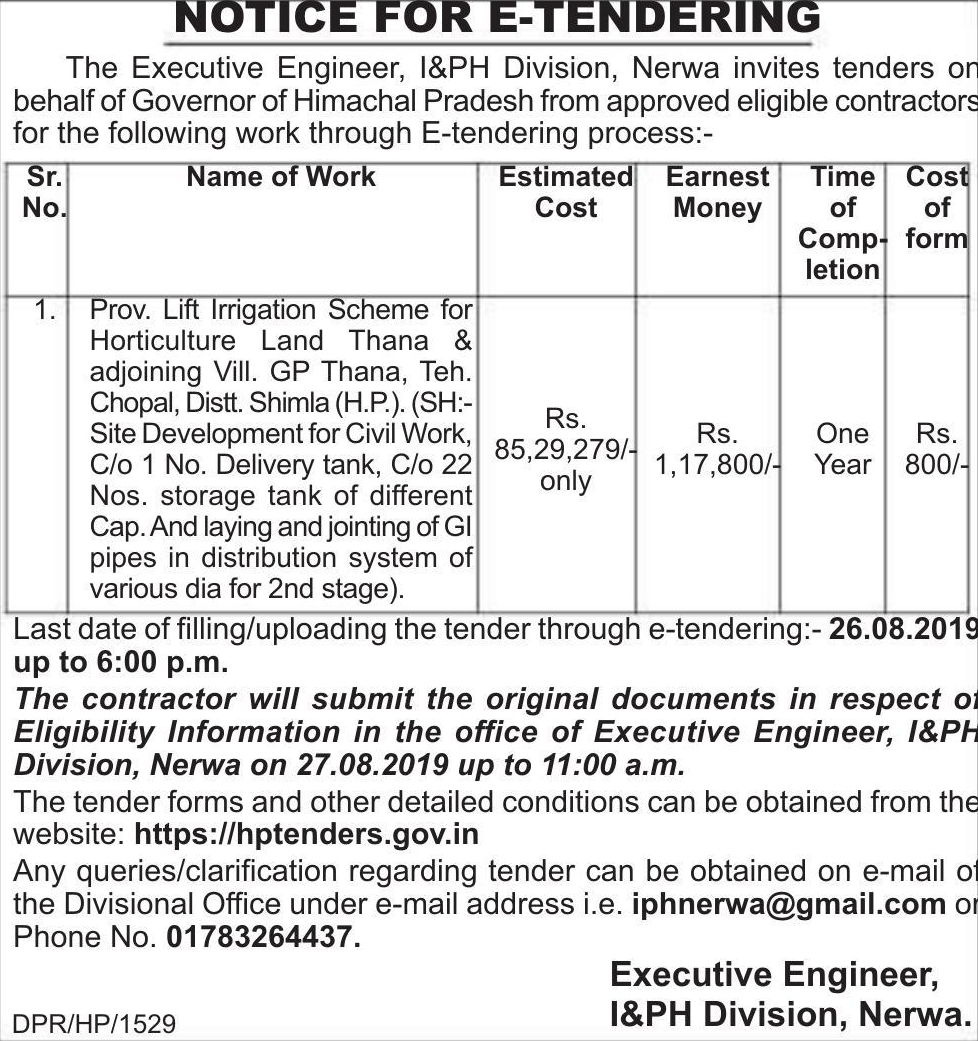 NOTICE FOR E-TENDERING
The Executive Engineer, I&PH Division, Nerwa invites tenders on
behalf of Governor of Himachal Pradesh from approved eligible contractors
for the following work through E-tendering process:-
Sr. No. Name of Work Estimated Cost Earnest Money Time of Comp-letion Cost of form
1. Prov. Lift Irrigation Scheme for
Horticulture Land Thana &
adjoining Vill. GP Thana, Teh.
Chopal, Distt. Shimla (H.P.). (SH:-
Site Development for Civil Work,
C/o 1 No. Delivery tank, C/o 22
Nos. storage tank of different
Cap. And laying and jointing of GI
pipes in distribution system of
various dia for 2nd stage).
Rs.
85,29,279/-
only
Rs.
1,17,800/-
One
Year
Rs.
800/-
Last date of filling/uploading the tender through e-tendering:- 26.08.2019
up to 6:00 p.m.
The contractor will submit the original documents in respect of
Eligibility Information in the office of Executive Engineer, I&PH
Division, Nerwa on 27.08.2019 up to 11:00 a.m.
The tender forms and other detailed conditions can be obtained from the
website: https://hptenders.gov.in
Any queries/clarification regarding tender can be obtained on e-mail of
the Divisional Office under e-mail address i.e. iphnerwa@gmail.com or
Phone No. 01783264437.
Executive Engineer,
I&PH Division, Nerwa.
DPR/HP/1529